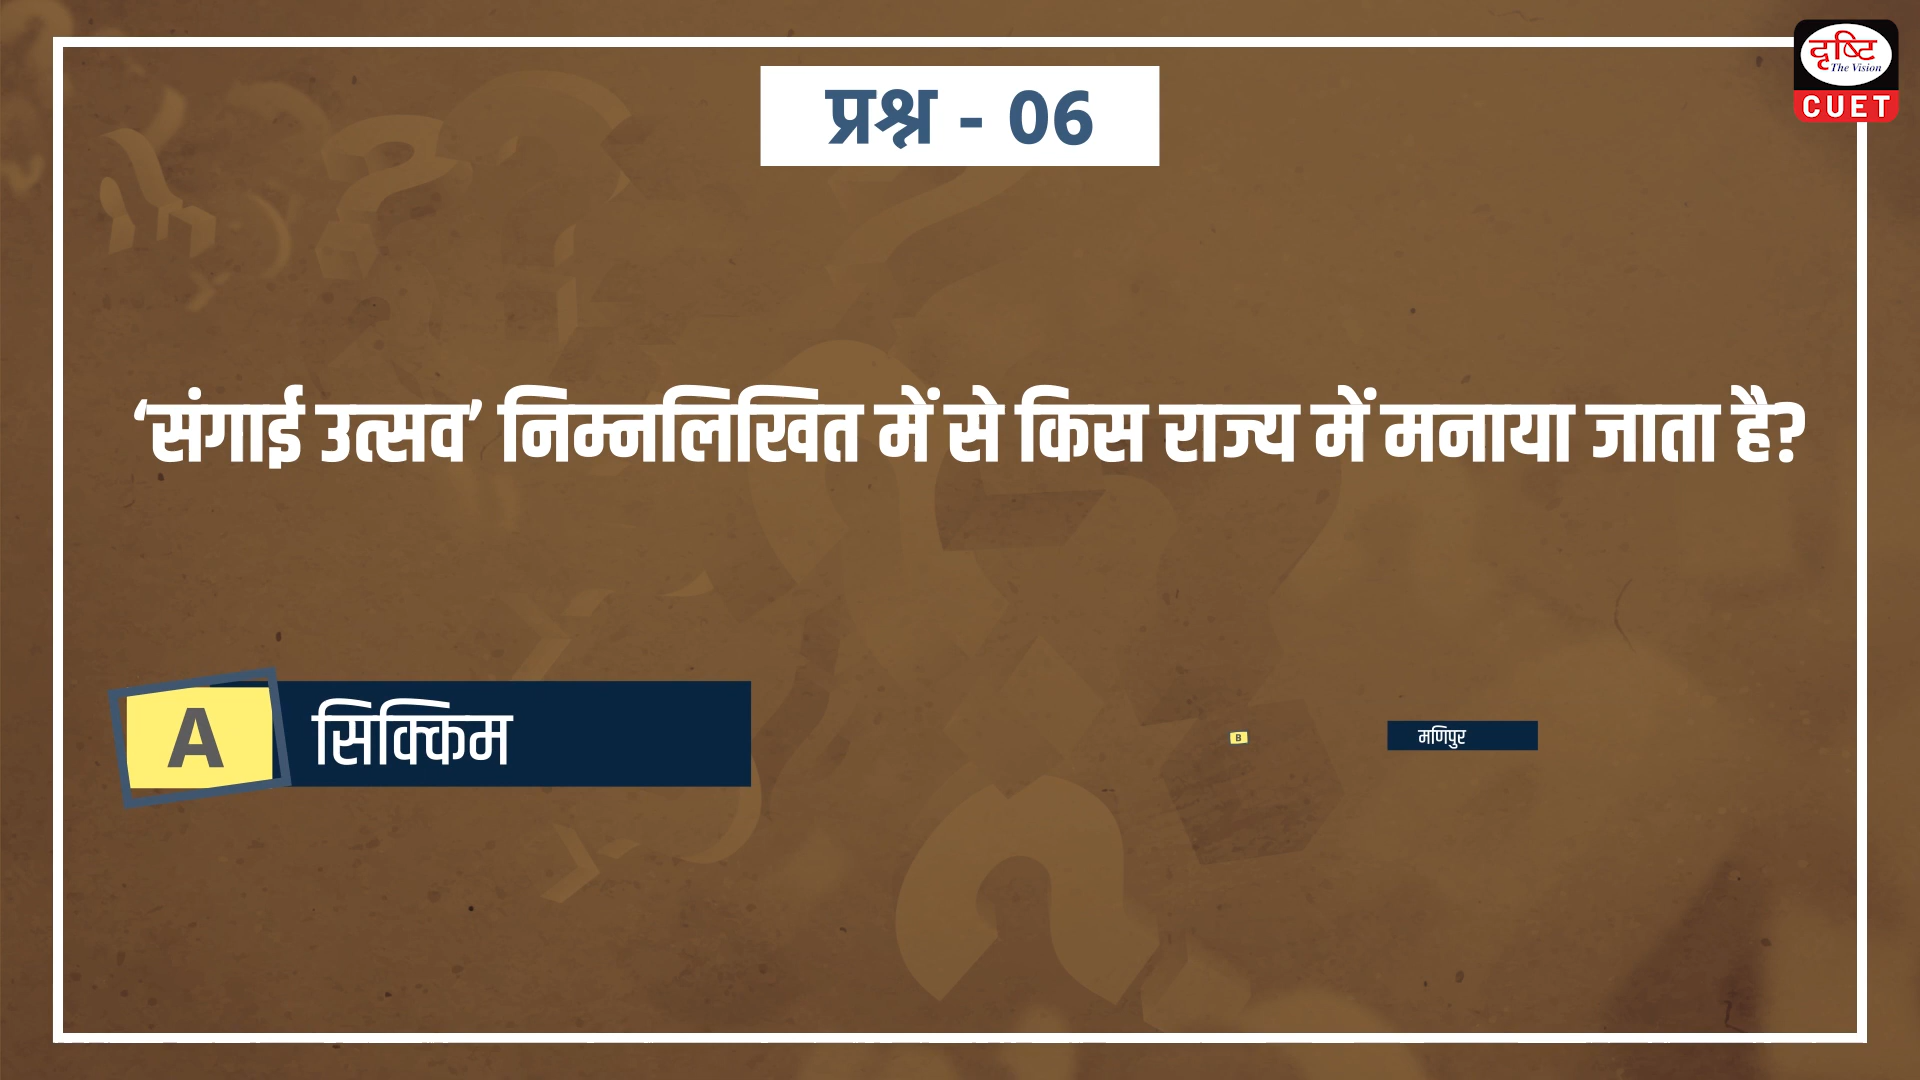 दृष्टि
The Vision
CUET
प्रश्न - 06
‘संगाई उत्सव’ निम्नलिखित में से किस राज्य में मनाया जाता है?
A सिक्किम
B मणिपुर